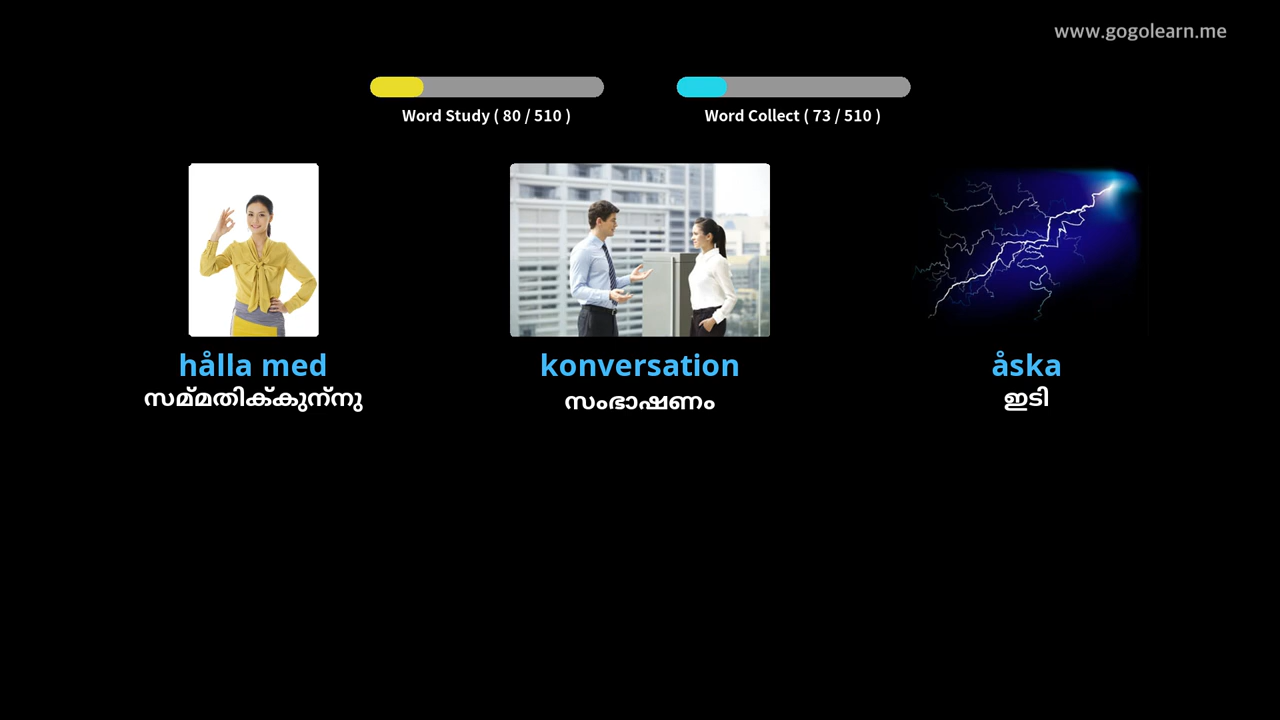 www.gogolearn.me
Word Study ( 80 / 510 )
Word Collect ( 73 / 510 )
hålla med
സമ്മതിക്കുന്നു
konversation
സംഭാഷണം
åska
ഇടി